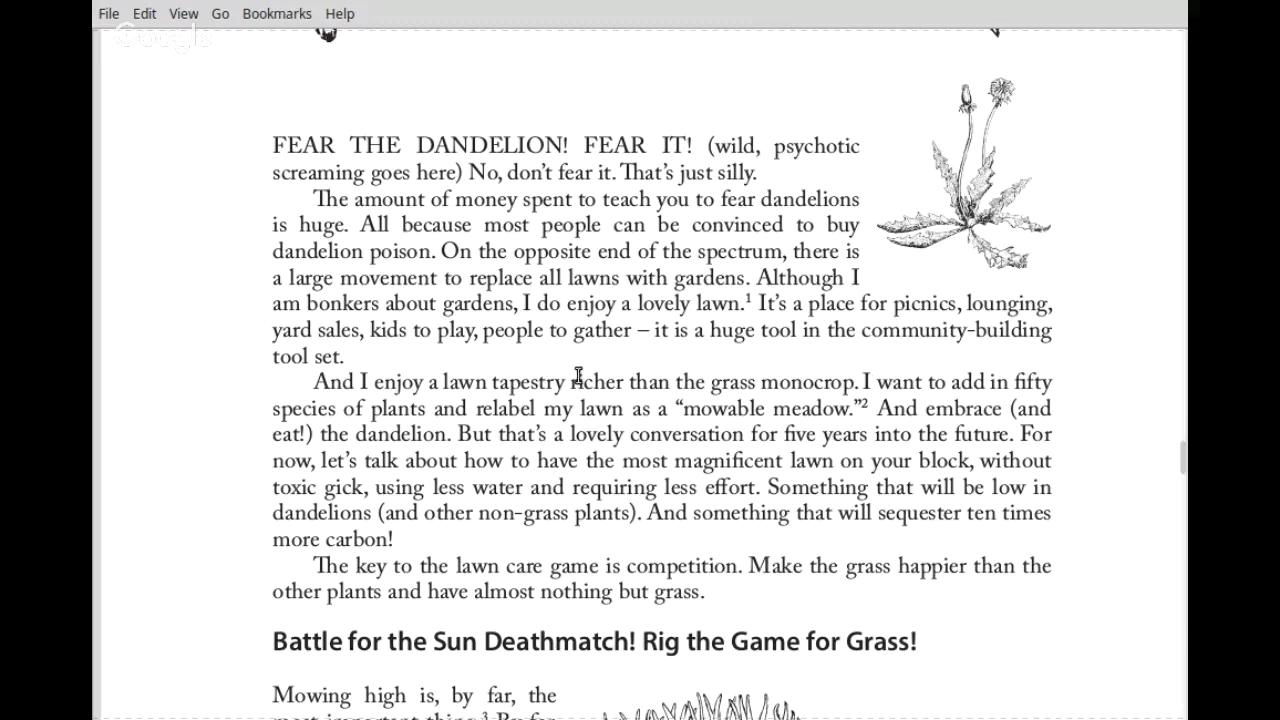 File Edit View Go Bookmarks Help
Google
FEAR THE DANDELION! FEAR IT! (wild, psychotic
screaming goes here) No, don't fear it. That's just silly.
The amount of money spent to teach you to fear dandelions
is huge. All because most people can be convinced to buy
dandelion poison. On the opposite end of the spectrum, there is
a large movement to replace all lawns with gardens. Although I
am bonkers about gardens, I do enjoy a lovely lawn.¹ It's a place for picnics, lounging,
yard sales, kids to play, people to gather – it is a huge tool in the community-building
tool set.
And I enjoy a lawn tapestry richer than the grass monocrop. I want to add in fifty
species of plants and relabel my lawn as a “mowable meadow.”² And embrace (and
eat!) the dandelion. But that's a lovely conversation for five years into the future. For
now, let's talk about how to have the most magnificent lawn on your block, without
toxic gick, using less water and requiring less effort. Something that will be low in
dandelions (and other non-grass plants). And something that will sequester ten times
more carbon!
The key to the lawn care game is competition. Make the grass happier than the
other plants and have almost nothing but grass.
Battle for the Sun Deathmatch! Rig the Game for Grass!
Mowing high is, by far, the
most important thing.³ By far